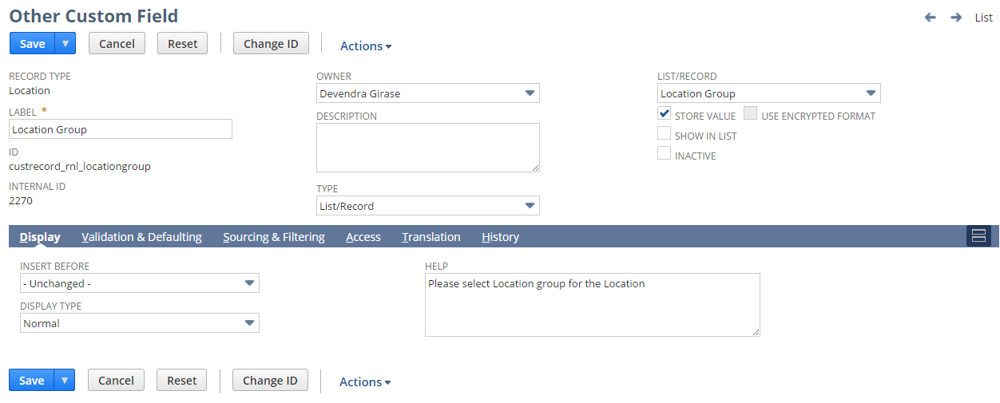 Other Custom Field
List
Save
Cancel
Reset
Change ID
Actions
RECORD TYPE
Location
LABEL *
Location Group
ID
custrecord_rnl_locationgroup
INTERNAL ID
2270
OWNER
Devendra Girase
DESCRIPTION
TYPE
List/Record
LIST/RECORD
Location Group
STORE VALUE USE ENCRYPTED FORMAT
SHOW IN LIST
INACTIVE
Display Validation & Defaulting Sourcing & Filtering Access Translation History
INSERT BEFORE
- Unchanged -
DISPLAY TYPE
Normal
HELP
Please select Location group for the Location
Save
Cancel
Reset
Change ID
Actions